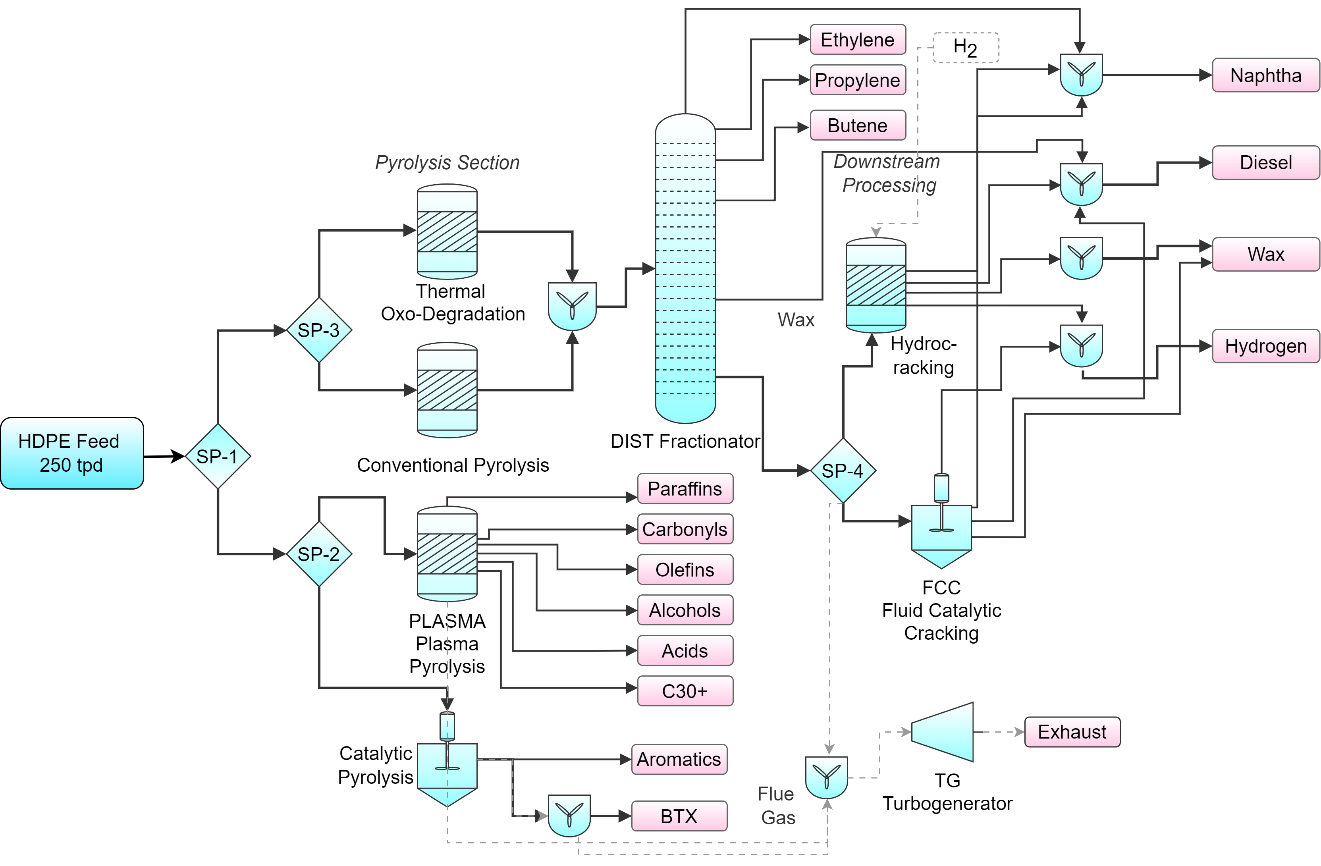 Ethylene
H2
Propylene
Naphtha
Butene
Pyrolysis Section
Downstream
Processing
Diesel
Thermal
Oxo-Degradation
SP-3
Wax
Wax
Hydroc-
racking
Hydrogen
HDPE Feed
250 tpd
SP-1
Conventional Pyrolysis
DIST Fractionator
SP-4
SP-2
Paraffins
Carbonyls
Olefins
Alcohols
Acids
C30+
PLASMA
Plasma
Pyrolysis
FCC
Fluid Catalytic
Cracking
Catalytic
Pyrolysis
Aromatics
BTX
Flue
Gas
TG
Turbogenerator
Exhaust